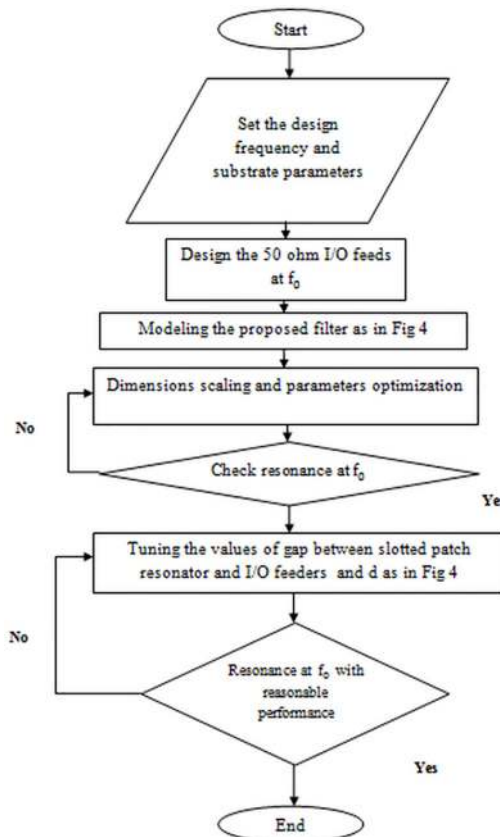 Start
Set the design
frequency and
substrate parameters
Design the 50 ohm I/O feeds
at f₀
Modeling the proposed filter as in Fig 4
Dimensions scaling and parameters optimization
No
Check resonance at f₀
Yes
Tuning the values of gap between slotted patch
resonator and I/O feeders and d as in Fig 4
No
Resonance at f₀ with
reasonable
performance
Yes
End